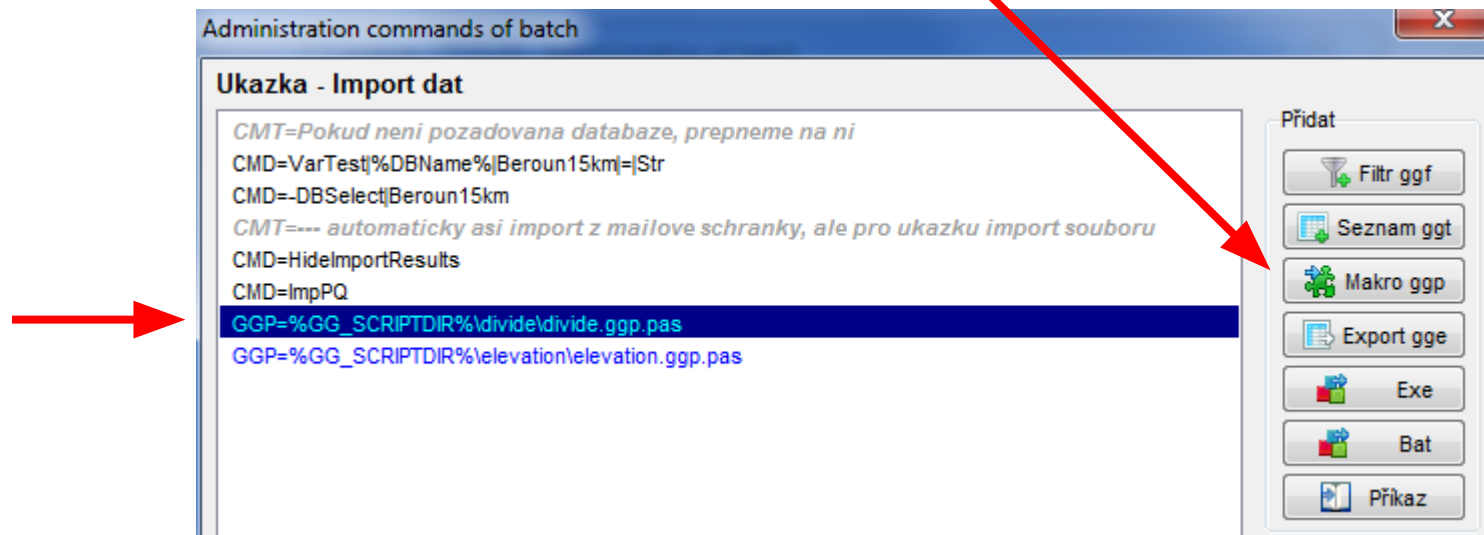 Administration commands of batch
x
Ukazka - Import dat
CMT=Pokud neni pozadovana databaze, prepneme na ni
CMD=VarTest|%DBName%|Beroun15km|=|Str
CMD=-DBSelect|Beroun15km
CMT=--- automaticky asi import z mailove schranky, ale pro ukazku import souboru
CMD=HideImportResults
CMD=ImpPQ
GGP=%GG_SCRIPTDIR%\divide\divide.ggp.pas
GGP=%GG_SCRIPTDIR%\elevation\elevation.ggp.pas
Přidat
Filtr ggf
Seznam ggt
Makro ggp
Export gge
Exe
Bat
Příkaz